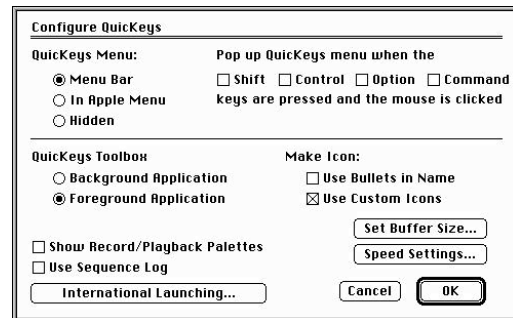 Configure QuicKeys
QuicKeys Menu:
Menu Bar
In Apple Menu
Hidden
Pop up QuicKeys menu when the
Shift Control Option Command
keys are pressed and the mouse is clicked
QuicKeys Toolbox
Background Application
Foreground Application
Make Icon:
Use Bullets in Name
Use Custom Icons
Set Buffer Size...
Show Record/Playback Palettes
Speed Settings...
Use Sequence Log
International Launching...
Cancel
OK